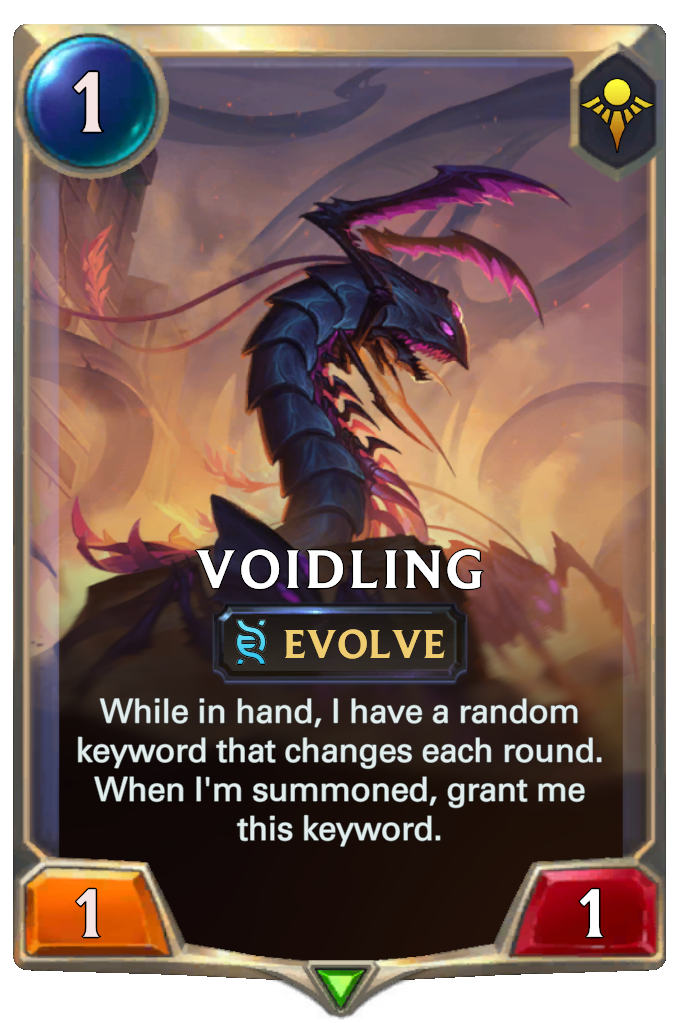 1
VOIDLING
EVOLVE
While in hand, I have a random
keyword that changes each round.
When I'm summoned, grant me
this keyword.
1 1